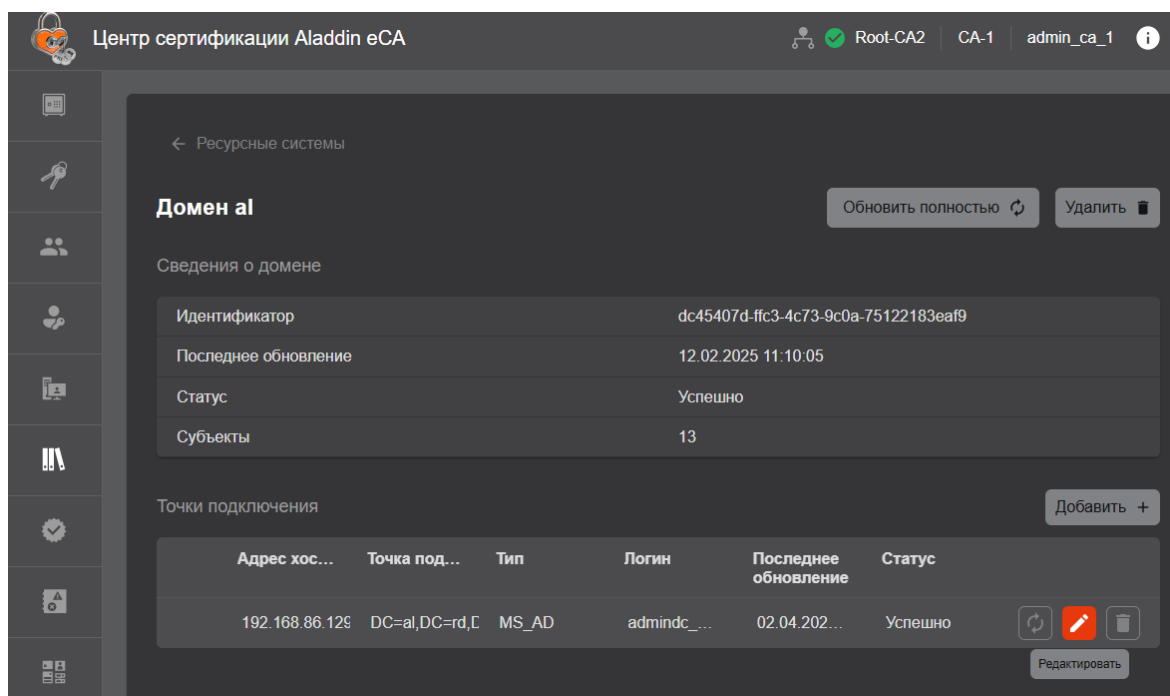 Центр сертификации Aladdin eCA
Root-CA2 CA-1 admin_ca_1
← Ресурсные системы
Домен al
Обновить полностью Удалить
Сведения о домене
Идентификатор dc45407d-ffc3-4c73-9c0a-75122183eaf9
Последнее обновление 12.02.2025 11:10:05
Статус Успешно
Субъекты 13
Точки подключения Добавить +
Адрес хос... Точка под... Тип Логин Последнее обновление Статус
192.168.86.129 DC=al,DC=rd,D MS_AD admindc_... 02.04.202... Успешно
Редактировать